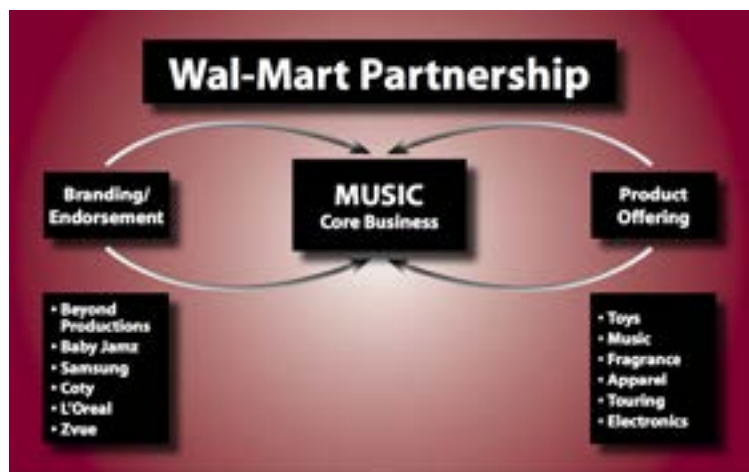 Wal-Mart Partnership
Branding/
Endorsement
MUSIC
Core Business
Product
Offering
• Beyond
Productions
• Baby Jamz
• Samsung
• Coty
• L'Oreal
• Zvue
• Toys
• Music
• Fragrance
• Apparel
• Touring
• Electronics